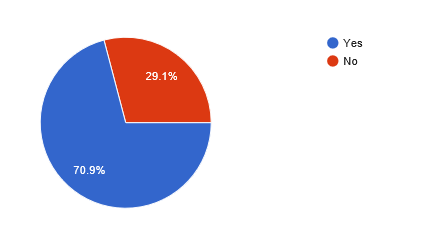 Yes
No
29.1%
70.9%